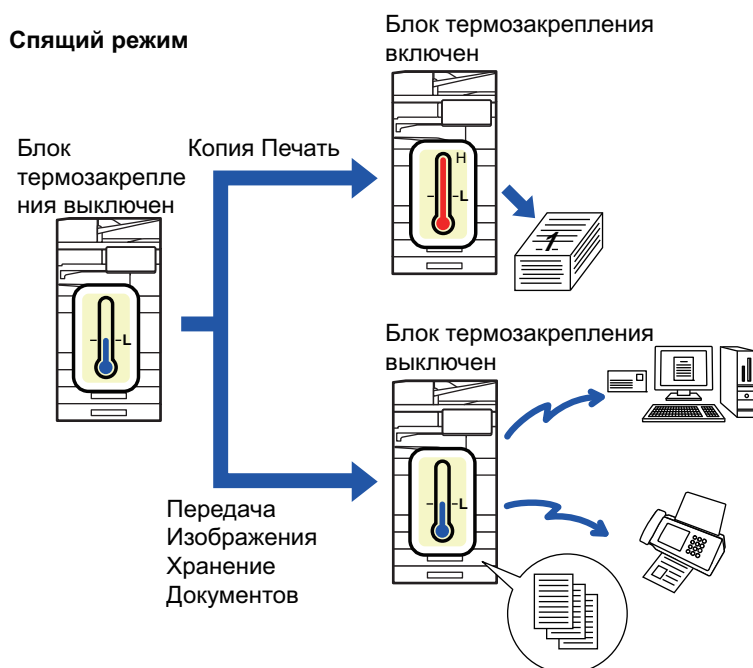 Спящий режим
Блок термозакрепления
включен
Блок
термозакрепле
ния выключен
Копия Печать
H
L
1
L
Блок термозакрепления
выключен
L
Передача
Изображения
Хранение
Документов